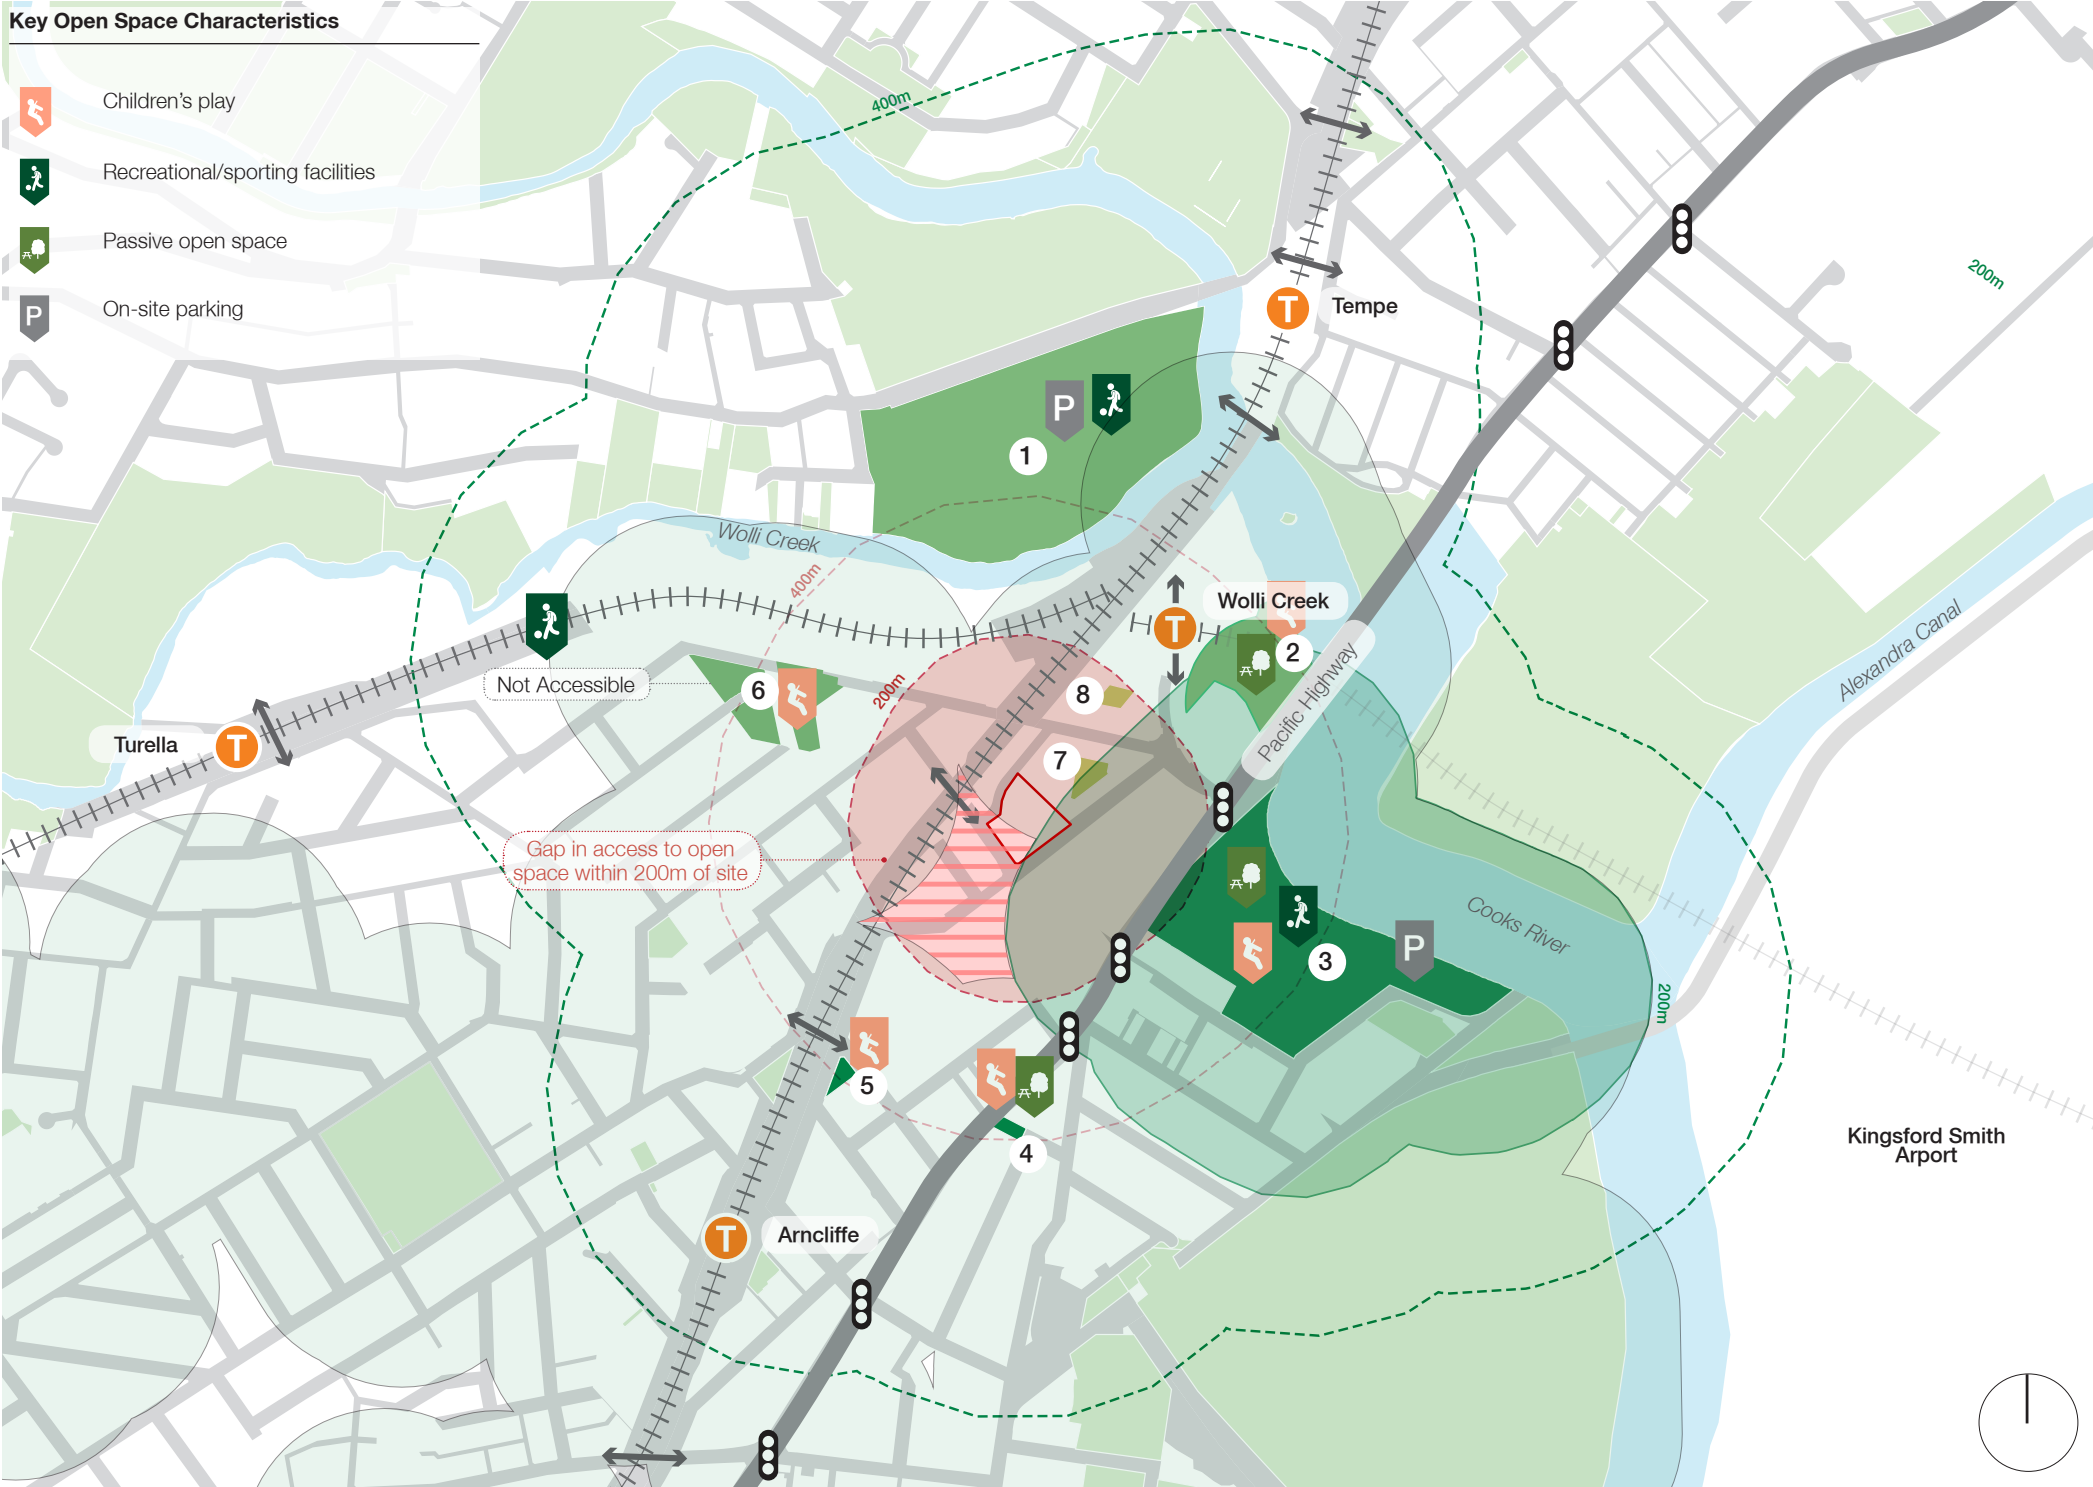 Key Open Space Characteristics
Children's play
Recreational/sporting facilities
Passive open space
P
On-site parking
400m
200m
T
Tempe
P
1
Wolli Creek
400m
Wolli Creek
T
2
Not Accessible
6
200m
8
Pacific Highway
Alexandra Canal
Turella
T
7
Gap in access to open
space within 200m of site
Cooks River
P
3
200m
5
4
Kingsford Smith
Arport
T
Arncliffe